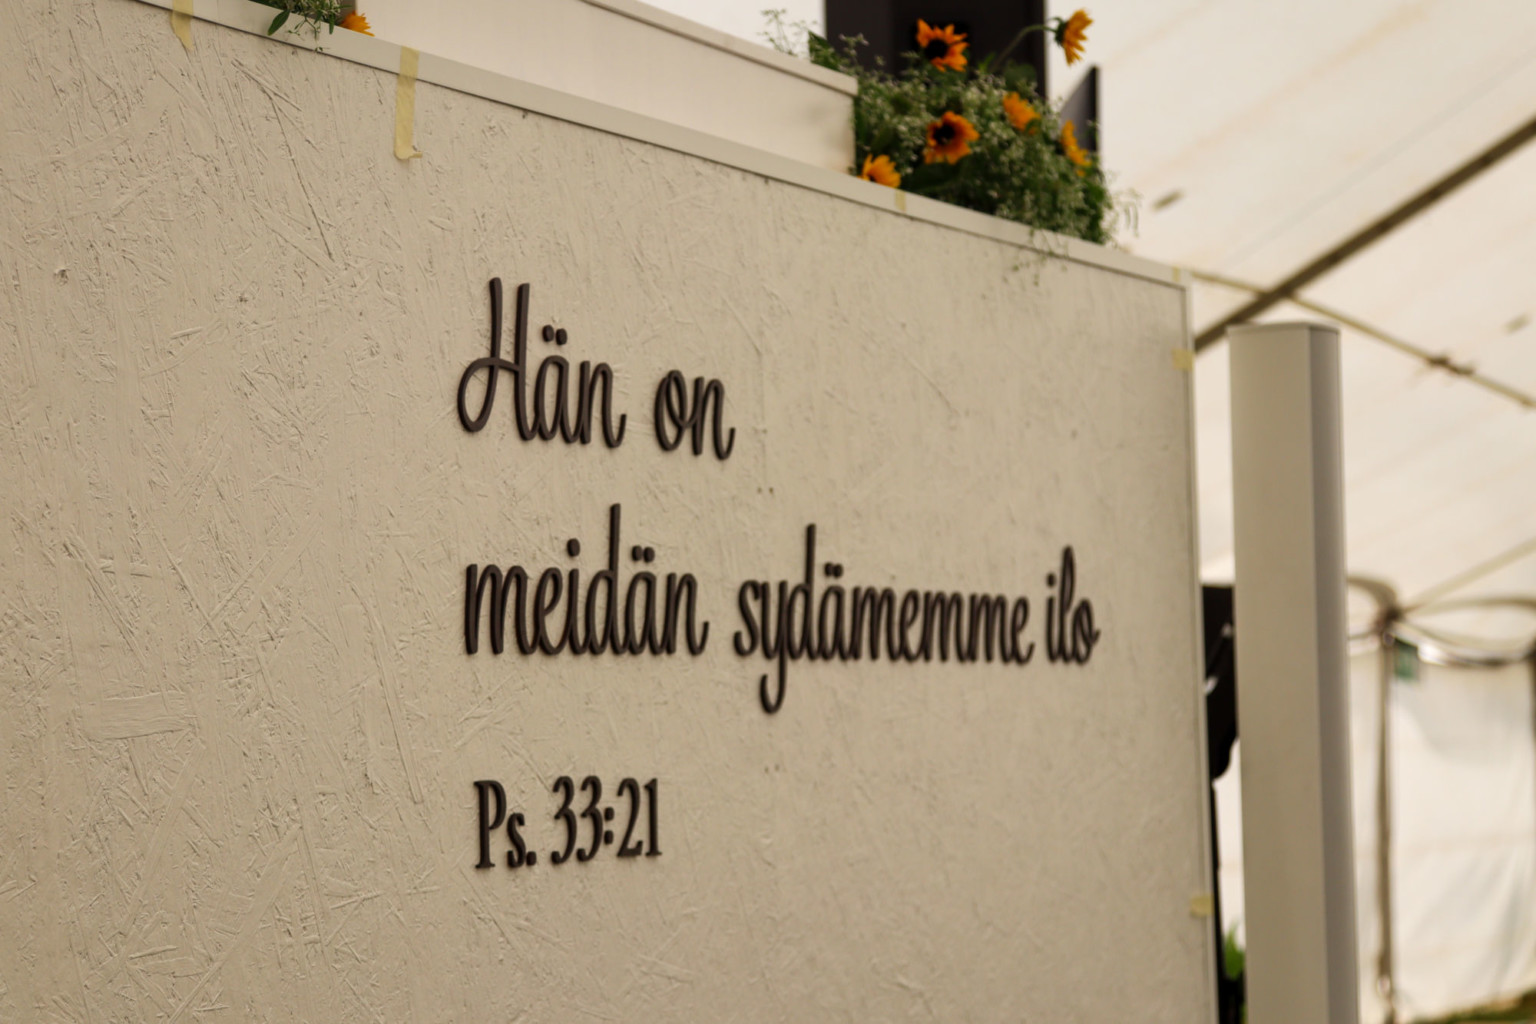 Hän on
meidän sydämemme ilo
Ps. 33:21